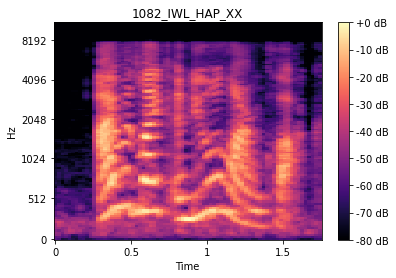 1082_IWL_HAP_XX
8192
4096
2048
1024
512
0
Hz
0
0.5
1
1.5
Time
+0 dB
-10 dB
-20 dB
-30 dB
-40 dB
-50 dB
-60 dB
-70 dB
-80 dB